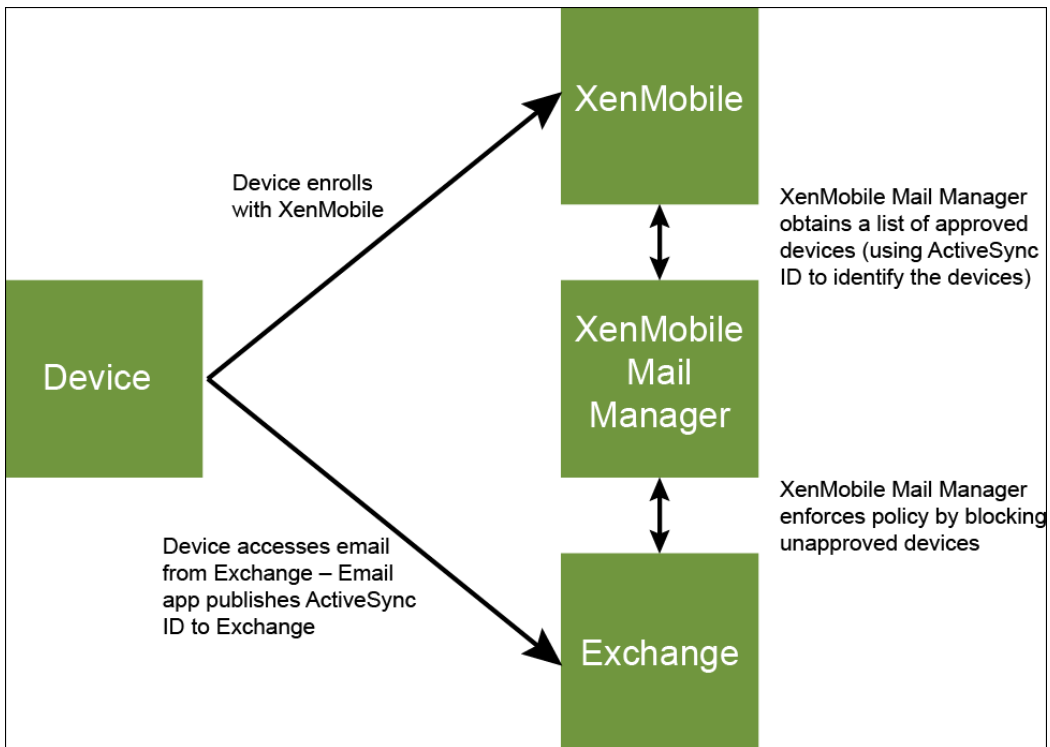 XenMobile
Device enrolls
with XenMobile
XenMobile Mail Manager
obtains a list of approved
devices (using ActiveSync
ID to identify the devices)
Device
XenMobile
Mail
Manager
XenMobile Mail Manager
enforces policy by blocking
unapproved devices
Device accesses email
from Exchange – Email
app publishes ActiveSync
ID to Exchange
Exchange